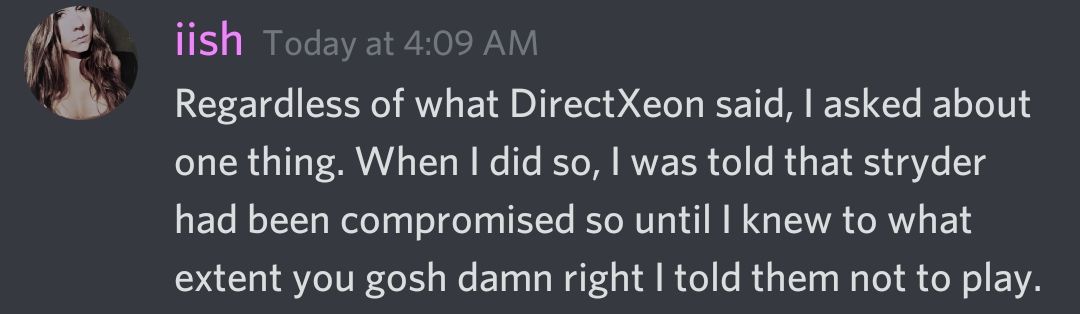 iish Today at 4:09 AM
Regardless of what DirectXeon said, I asked about
one thing. When I did so, I was told that stryder
had been compromised so until I knew to what
extent you gosh damn right I told them not to play.